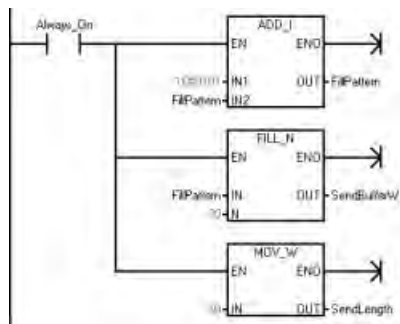 Always_On
ADD_I
EN ENO
IN1 OUT FillPattern
FillPattern IN2
FILL_N
EN ENO
FillPattern IN OUT SendBufferW
N
MOV_W
EN ENO
IN OUT SendLength